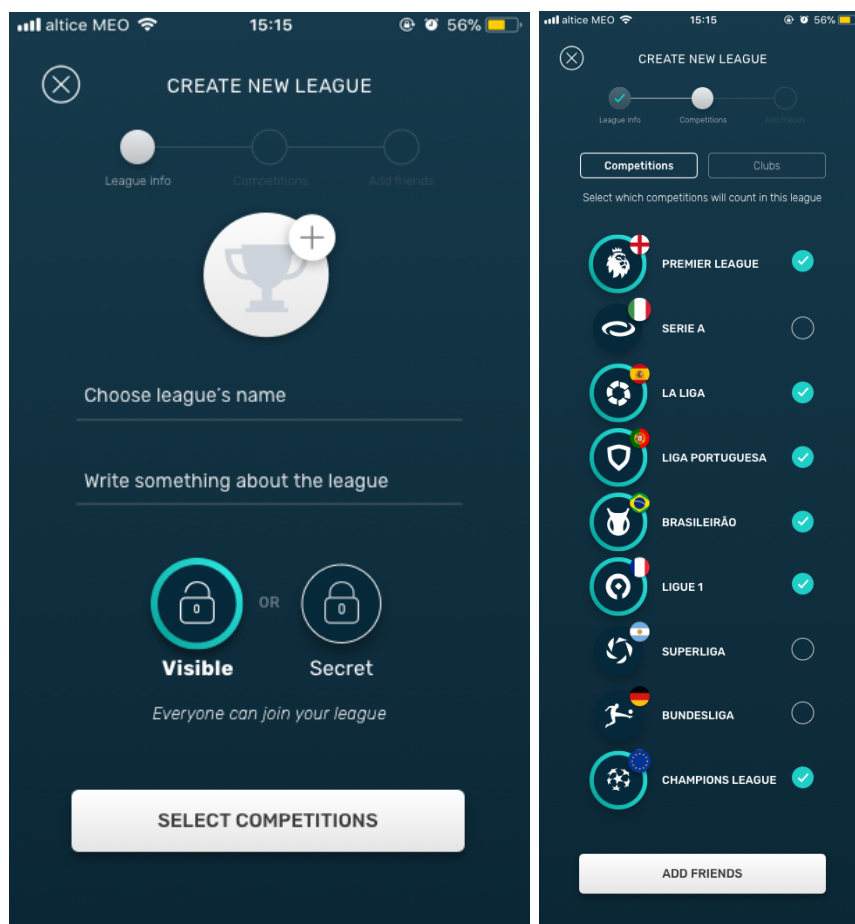 altice MEO 15:15 56%
CREATE NEW LEAGUE
League info Competitions Add friends
Choose league´s name
Write something about the league
0 OR 0
Visible Secret
Everyone can join your league
SELECT COMPETITIONS
altice MEO 15:15 56%
CREATE NEW LEAGUE
League info Competitions Add friends
Competitions Clubs
Select which competitions will count in this league
PREMIER LEAGUE
SERIE A
LA LIGA
LIGA PORTUGUESA
BRASILEIRÃO
LIGUE 1
SUPERLIGA
BUNDESLIGA
CHAMPIONS LEAGUE
ADD FRIENDS